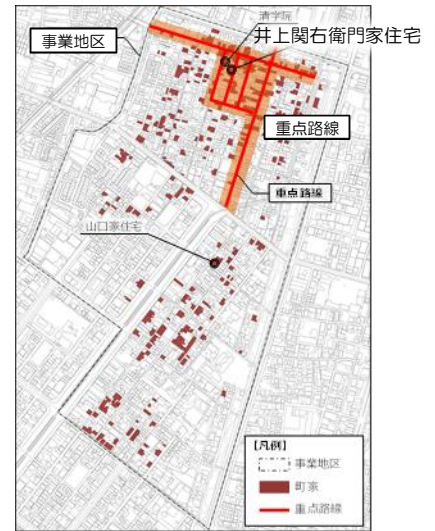 清学院
井上関右衛門家住宅
事業地区
重点路線
重点路線
山口家住宅
【凡例】
事業地区
町家
重点路線